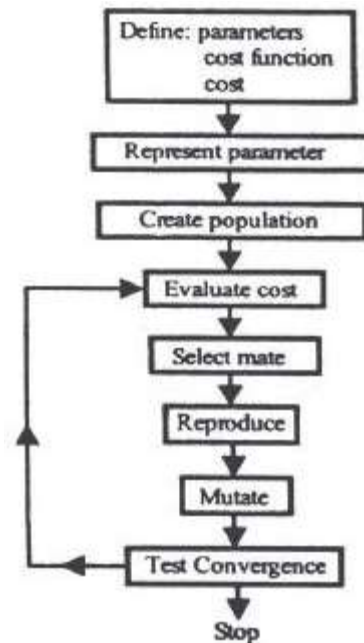 Define: parameters
cost function
cost
Represent parameter
Create population
Evaluate cost
Select mate
Reproduce
Mutate
Test Convergence
Stop